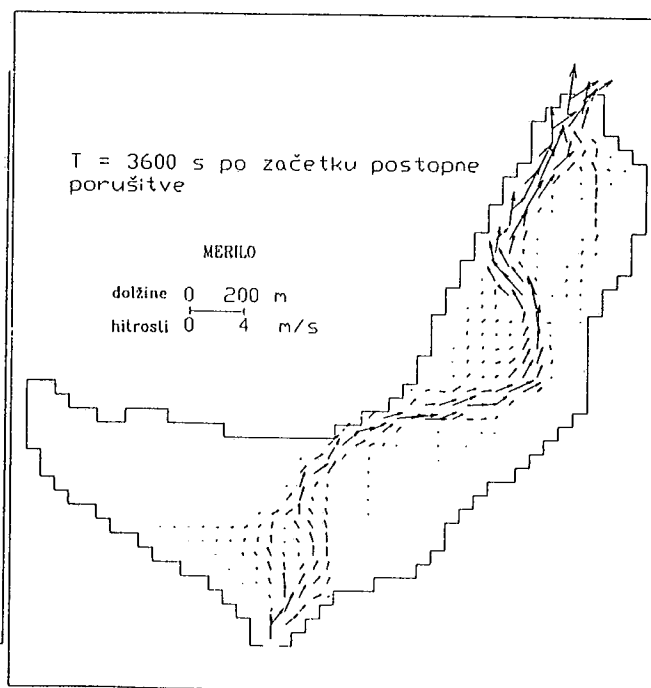 T = 3600 s po začetku postopne
porušitve
MERILO
dolžine 0 200 m
hitrosti 0 4 m/s